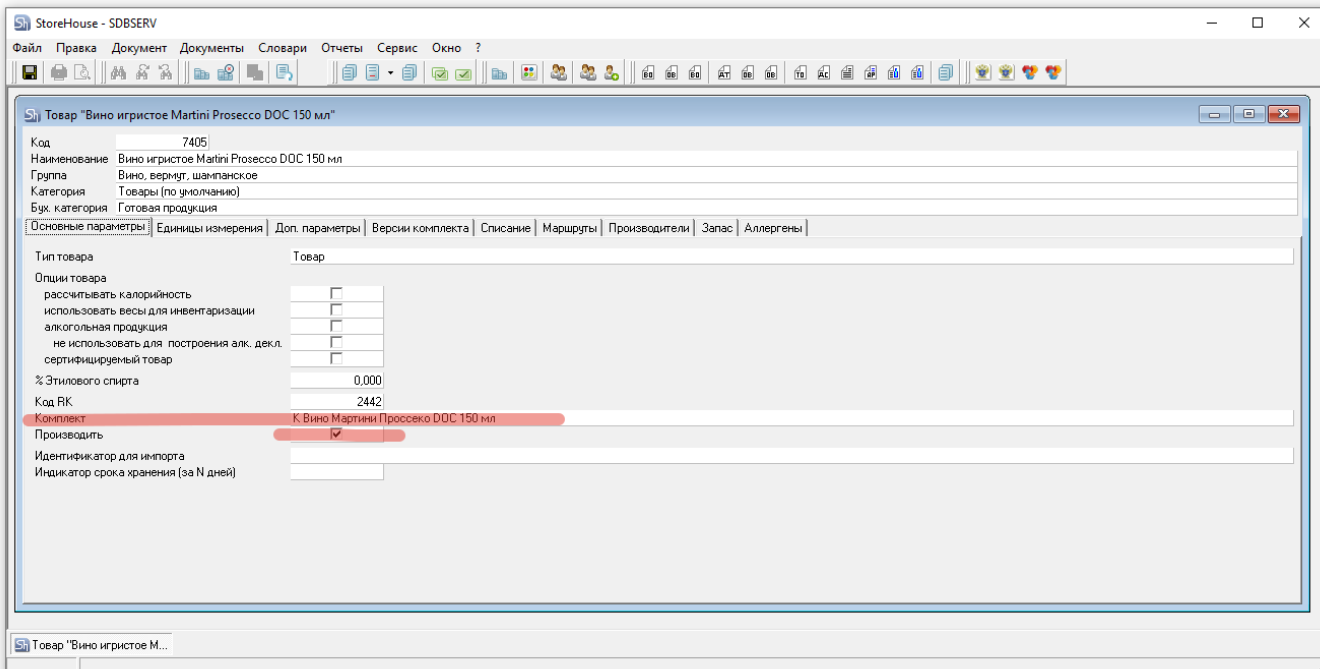 StoreHouse - SDBSERV
Файл Правка Документ Документы Словари Отчеты Сервис Окно ?
Товар "Вино игристое Martini Prosecco DOC 150 мл"
Код 7405
Наименование Вино игристое Martini Prosecco DOC 150 мл
Группа Вино, вермут, шампанское
Категория Товары (по умолчанию)
Бух. категория Готовая продукция
Основные параметры Единицы измерения Доп. параметры Версии комплекта Списание Маршруты Производители Запас Аллергены
Тип товара Товар
Опции товара
рассчитывать калорийность
использовать весы для инвентаризации
алкогольная продукция
не использовать для построения алк. декл.
сертифицируемый товар
% Этилового спирта 0,000
Код RK 2442
Комплект К Вино Мартини Проссеко DOC 150 мл
Производить
Идентификатор для импорта
Индикатор срока хранения (за N дней)
Товар "Вино игристое М...